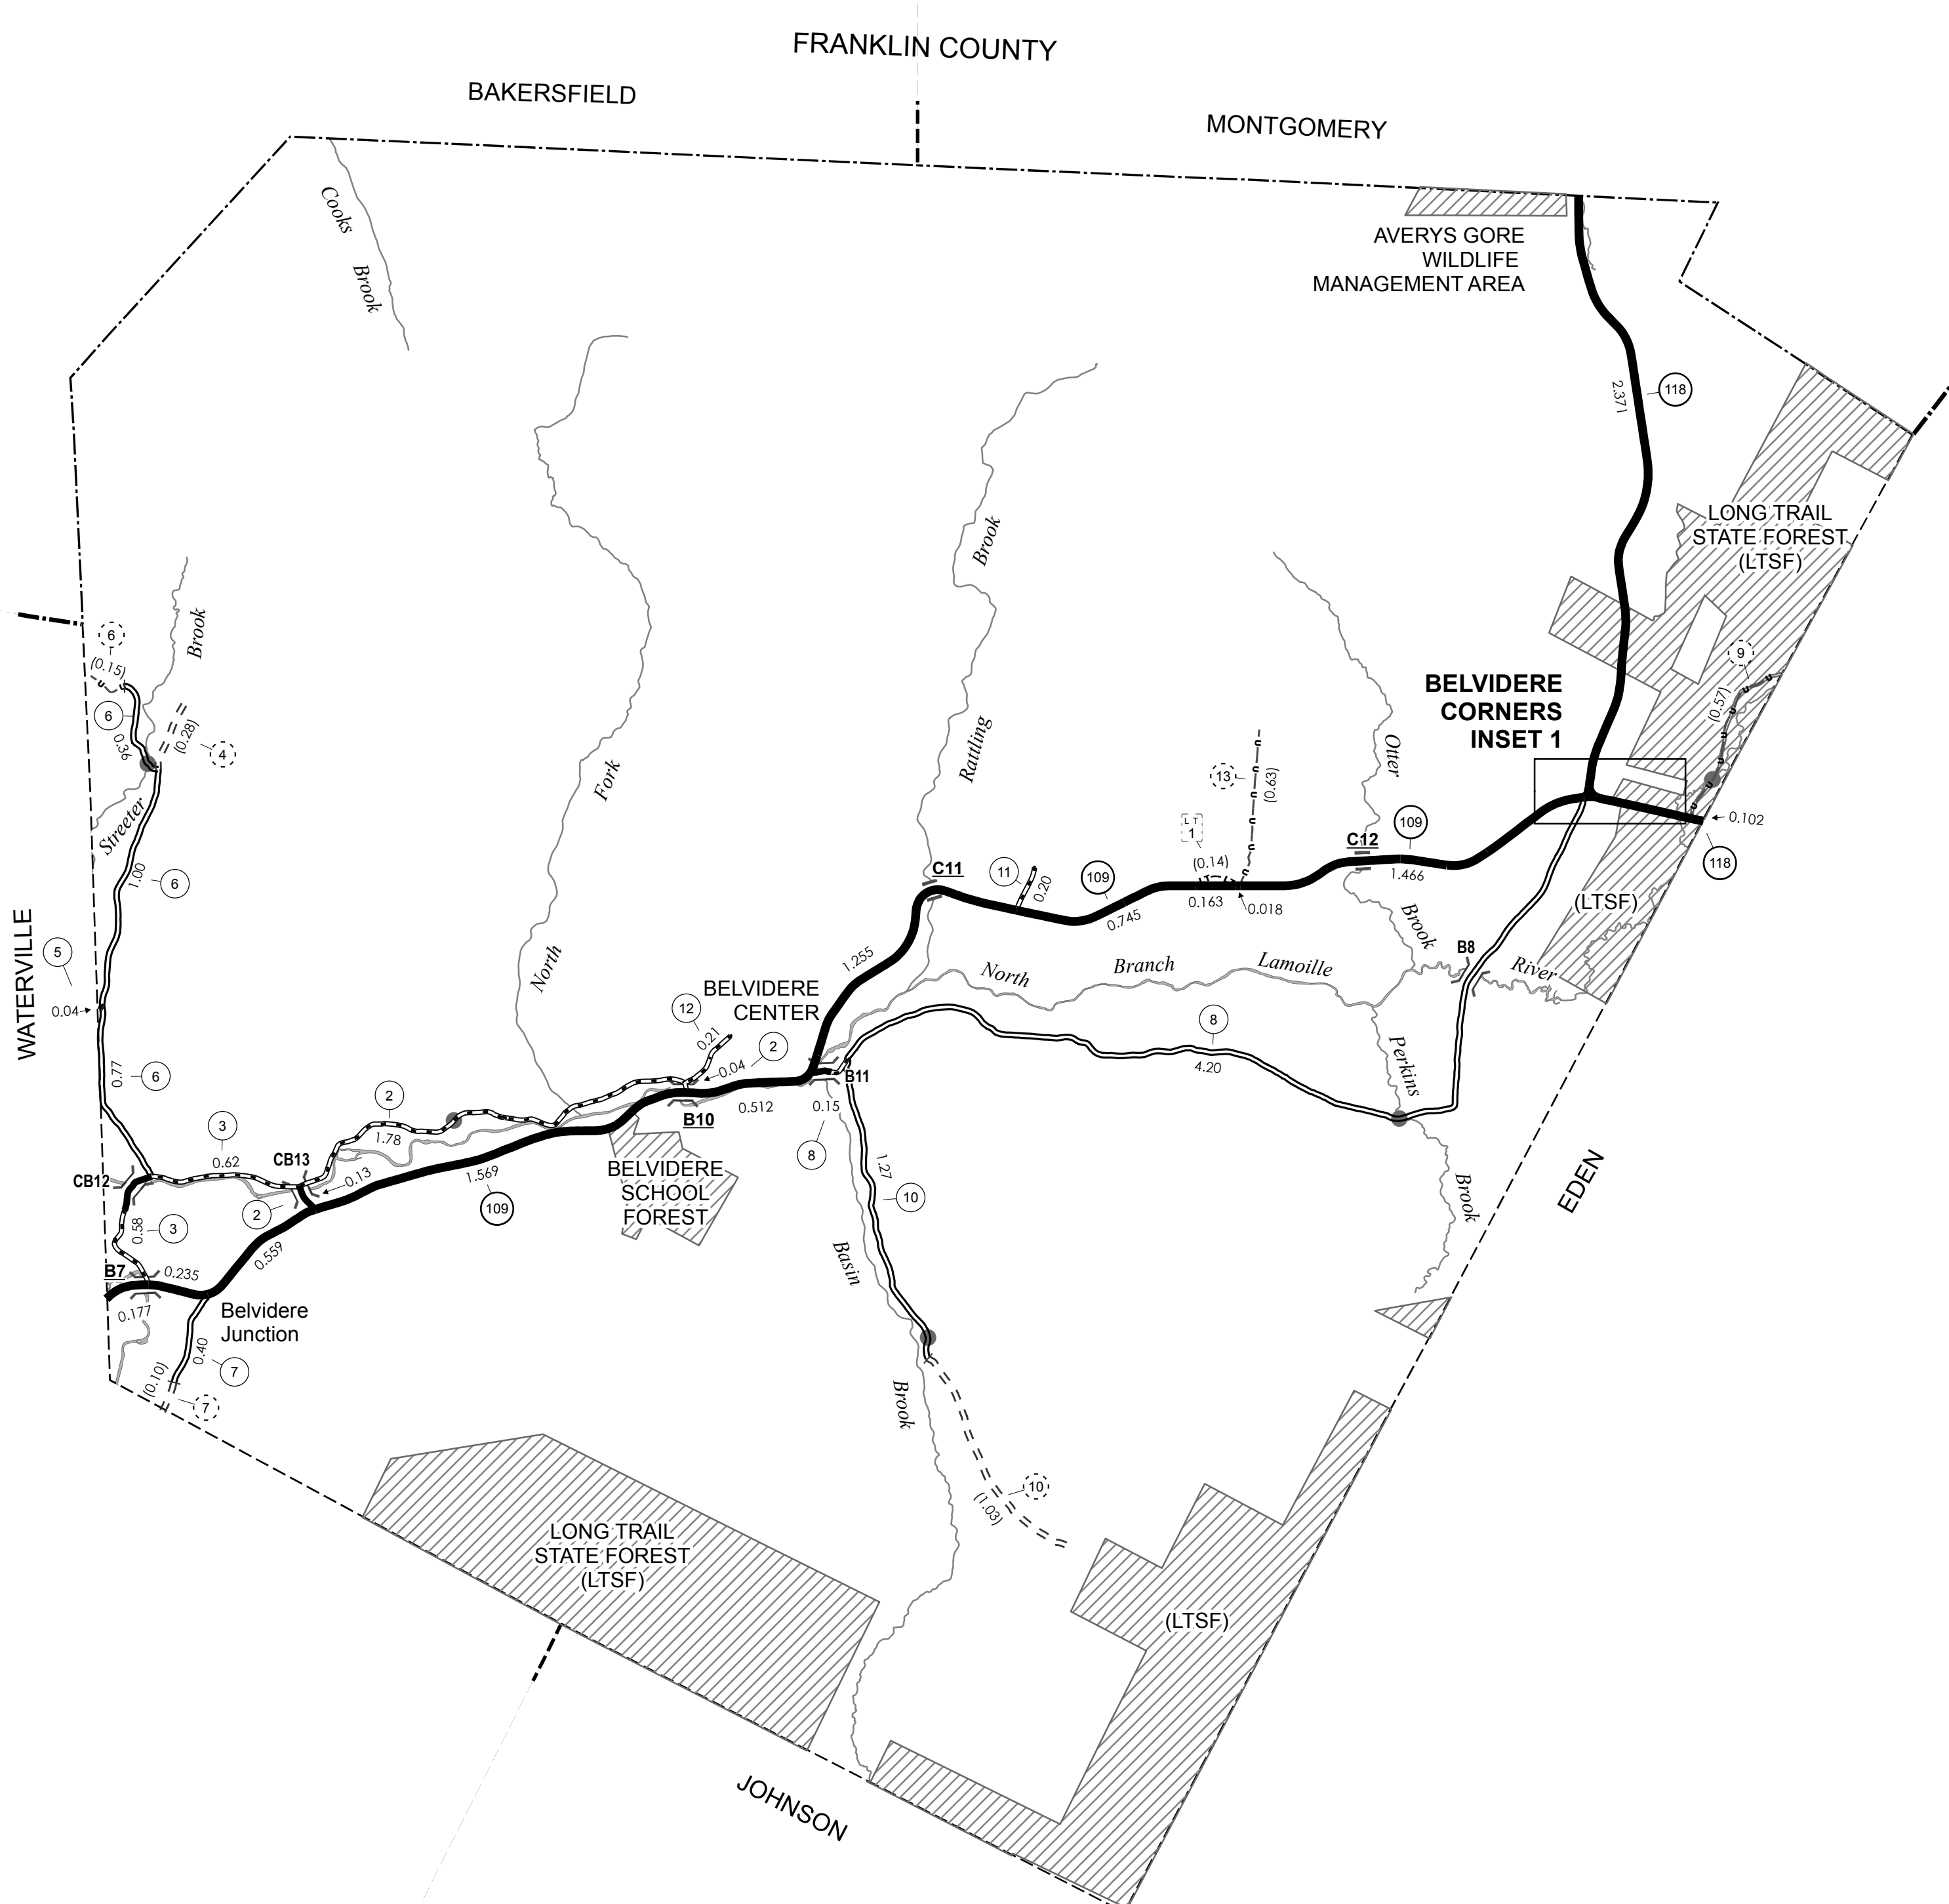 FRANKLIN COUNTY
BAKERSFIELD
MONTGOMERY
Cooks
Brook
AVERYS GORE
WILDLIFE
MANAGEMENT AREA
2.371
118
LONG TRAIL
STATE FOREST
(LTSF)
Brook
Brook
6
(0.15)
6
0.36
(0.28)
4
9
(0.57)
BELVIDERE
CORNERS
INSET 1
Fork
Rattling
Otter
13
(0.63)
Streeter
1.00
6
L T
1
(0.14)
C12
109
0.102
118
1.466
C11
11
0.20
109
0.745
0.163
0.018
(LTSF)
WATERVILLE
5
0.04
North
1.255
Brook
B8
River
North
Branch
Lamoille
BELVIDERE
CENTER
12
0.21
2
0.04
8
4.20
Perkins
0.77
6
B11
2
1.78
0.512
0.15
B10
8
3
0.62
CB13
0.13
CB12
2
1.569
109
BELVIDERE
SCHOOL
FOREST
1.27
10
Brook
EDEN
0.58
3
0.559
B7
0.235
0.177
Basin
Belvidere
Junction
0.40
7
(0.10)
7
Brook
10
(1.03)
LONG TRAIL
STATE FOREST
(LTSF)
(LTSF)
JOHNSON